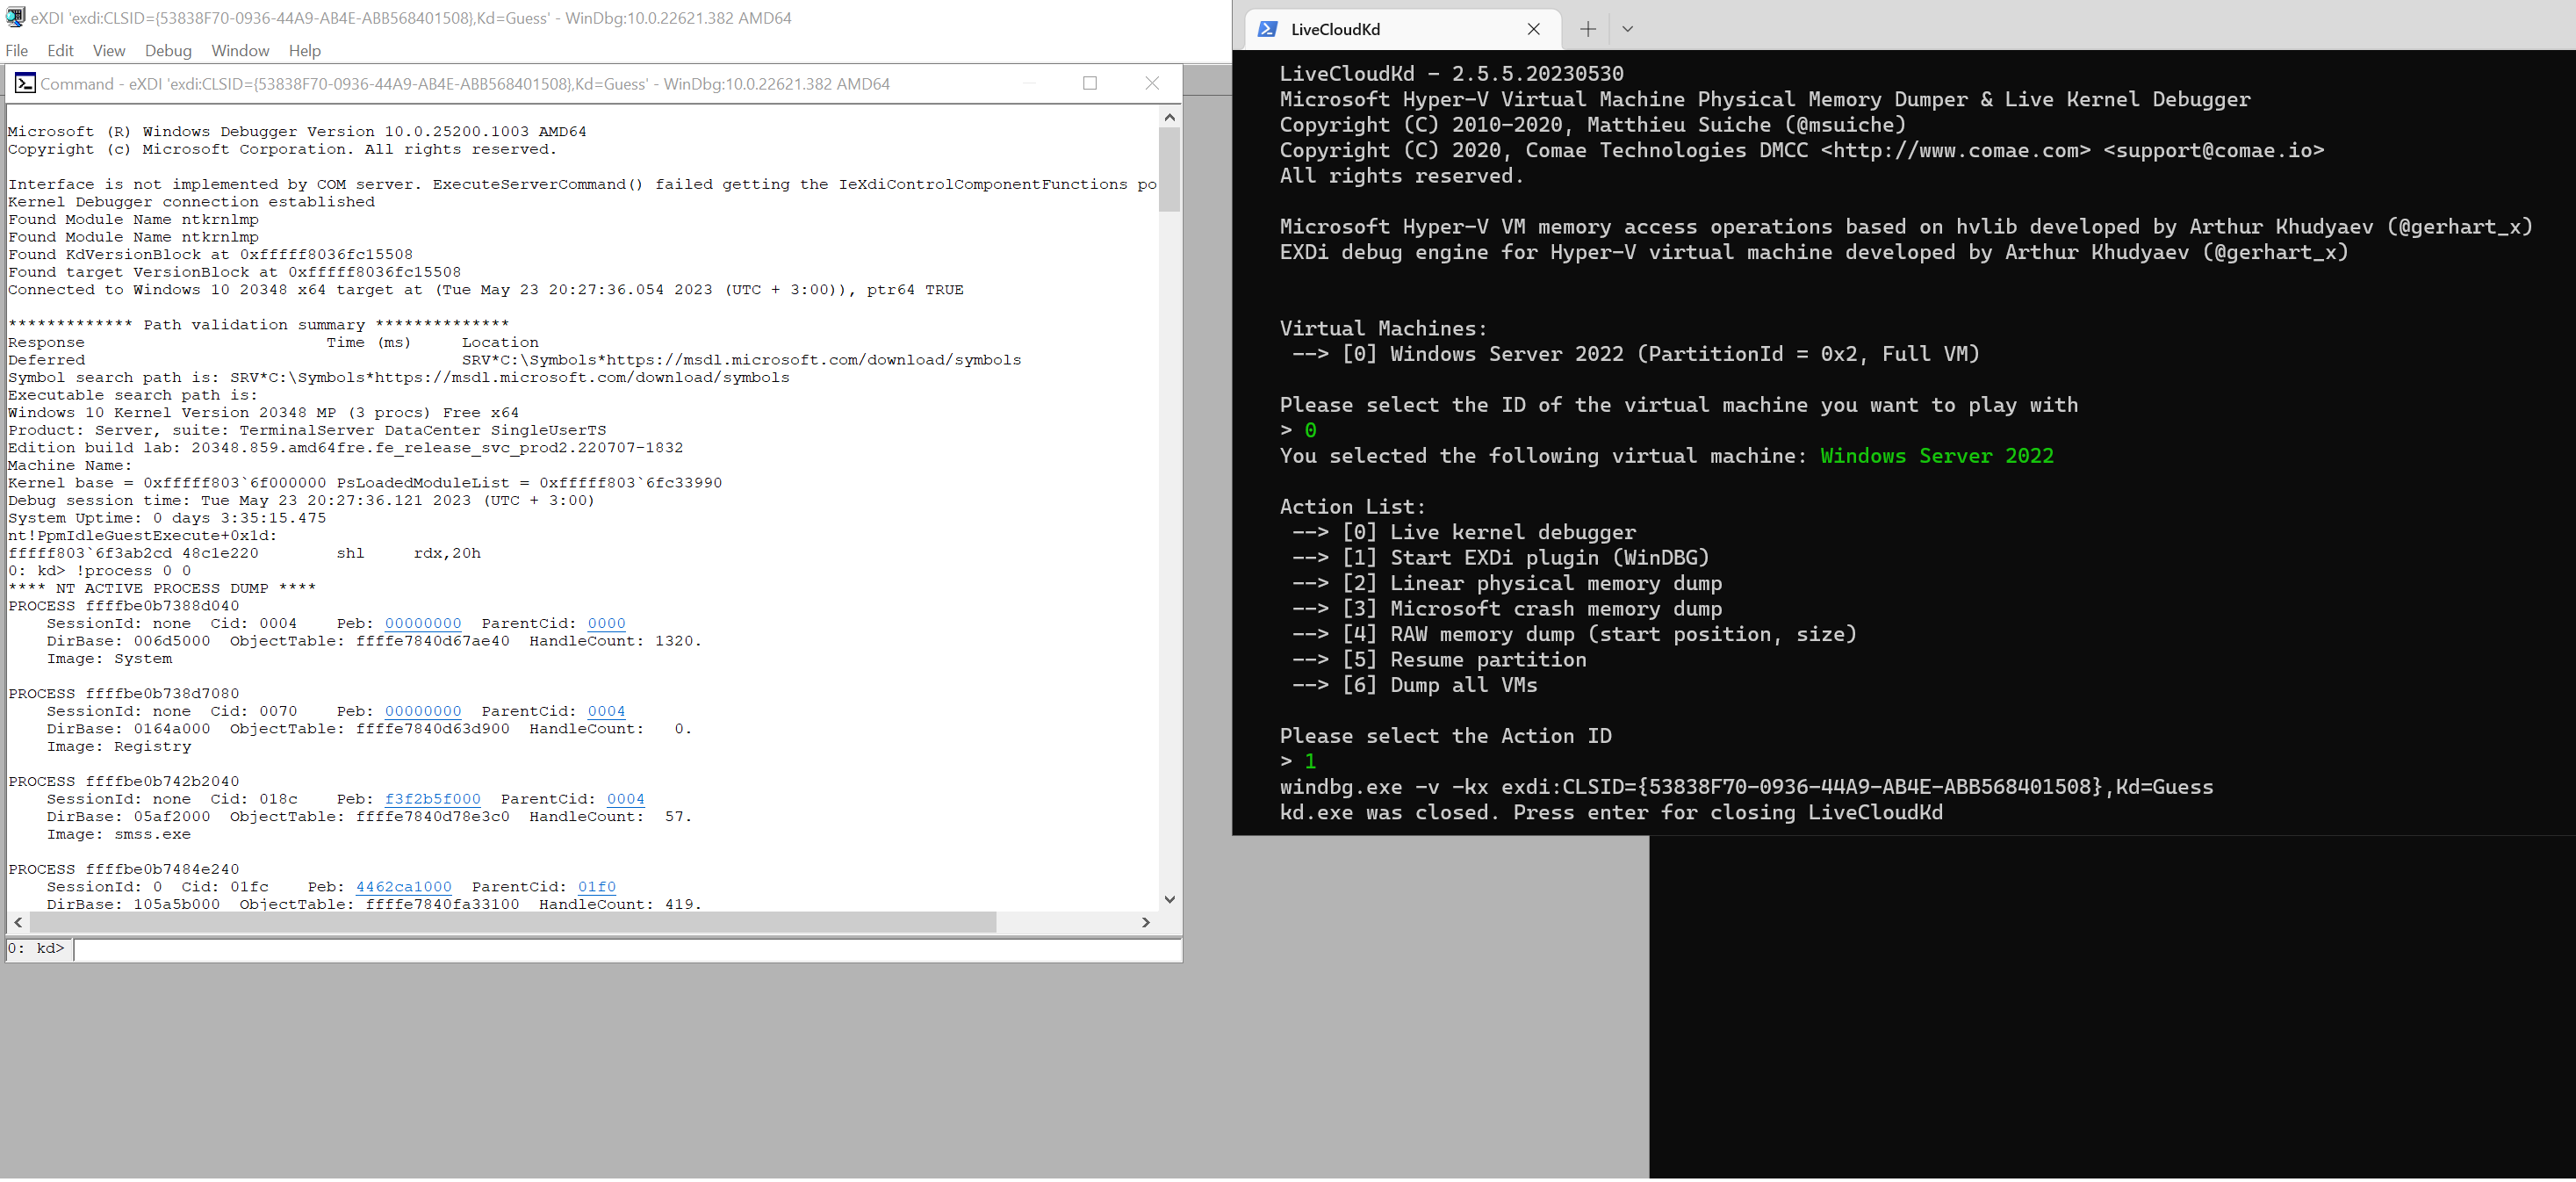 eXDI 'exdi:CLSID={53838F70-0936-44A9-AB4E-ABB568401508},Kd=Guess' - WinDbg:10.0.22621.382 AMD64
File Edit View Debug Window Help
Command - eXDI 'exdi:CLSID={53838F70-0936-44A9-AB4E-ABB568401508},Kd=Guess' - WinDbg:10.0.22621.382 AMD64
Microsoft (R) Windows Debugger Version 10.0.25200.1003 AMD64
Copyright (c) Microsoft Corporation. All rights reserved.
Interface is not implemented by COM server. ExecuteServerCommand() failed getting the IeXdiControlComponentFunctions po
Kernel Debugger connection established
Found Module Name ntkrnlmp
Found Module Name ntkrnlmp
Found KdVersionBlock at 0xfffff8036fc15508
Found target VersionBlock at 0xfffff8036fc15508
Connected to Windows 10 20348 x64 target at (Tue May 23 20:27:36.054 2023 (UTC + 3:00)), ptr64 TRUE
************* Path validation summary **************
Response                         Time (ms)     Location
Deferred                                       SRV*C:\Symbols*https://msdl.microsoft.com/download/symbols
Symbol search path is: SRV*C:\Symbols*https://msdl.microsoft.com/download/symbols
Executable search path is:
Windows 10 Kernel Version 20348 MP (3 procs) Free x64
Product: Server, suite: TerminalServer DataCenter SingleUserTS
Edition build lab: 20348.859.amd64fre.fe_release_svc_prod2.220707-1832
Machine Name:
Kernel base = 0xfffff803`6f000000 PsLoadedModuleList = 0xfffff803`6fc33990
Debug session time: Tue May 23 20:27:36.121 2023 (UTC + 3:00)
System Uptime: 0 days 3:35:15.475
nt!PpmIdleGuestExecute+0x1d:
fffff803`6f3ab2cd 48c1e220        shl     rdx,20h
0: kd> !process 0 0
**** NT ACTIVE PROCESS DUMP ****
PROCESS ffffbe0b7388d040
    SessionId: none  Cid: 0004    Peb: 00000000  ParentCid: 0000
    DirBase: 006d5000  ObjectTable: ffffe7840d67ae40  HandleCount: 1320.
    Image: System
PROCESS ffffbe0b738d7080
    SessionId: none  Cid: 0070    Peb: 00000000  ParentCid: 0004
    DirBase: 0164a000  ObjectTable: ffffe7840d63d900  HandleCount:   0.
    Image: Registry
PROCESS ffffbe0b742b2040
    SessionId: none  Cid: 018c    Peb: f3f2b5f000  ParentCid: 0004
    DirBase: 05af2000  ObjectTable: ffffe7840d78e3c0  HandleCount:  57.
    Image: smss.exe
PROCESS ffffbe0b7484e240
    SessionId: 0  Cid: 01fc    Peb: 4462ca1000  ParentCid: 01f0
    DirBase: 105a5b000  ObjectTable: ffffe7840fa33100  HandleCount: 419.
0: kd>
LiveCloudKd
LiveCloudKd - 2.5.5.20230530
Microsoft Hyper-V Virtual Machine Physical Memory Dumper & Live Kernel Debugger
Copyright (C) 2010-2020, Matthieu Suiche (@msuiche)
Copyright (C) 2020, Comae Technologies DMCC <http://www.comae.com> <support@comae.io>
All rights reserved.
Microsoft Hyper-V VM memory access operations based on hvlib developed by Arthur Khudyaev (@gerhart_x)
EXDi debug engine for Hyper-V virtual machine developed by Arthur Khudyaev (@gerhart_x)
Virtual Machines:
 --> [0] Windows Server 2022 (PartitionId = 0x2, Full VM)
Please select the ID of the virtual machine you want to play with
> 0
You selected the following virtual machine: Windows Server 2022
Action List:
 --> [0] Live kernel debugger
 --> [1] Start EXDi plugin (WinDBG)
 --> [2] Linear physical memory dump
 --> [3] Microsoft crash memory dump
 --> [4] RAW memory dump (start position, size)
 --> [5] Resume partition
 --> [6] Dump all VMs
Please select the Action ID
> 1
windbg.exe -v -kx exdi:CLSID={53838F70-0936-44A9-AB4E-ABB568401508},Kd=Guess
kd.exe was closed. Press enter for closing LiveCloudKd